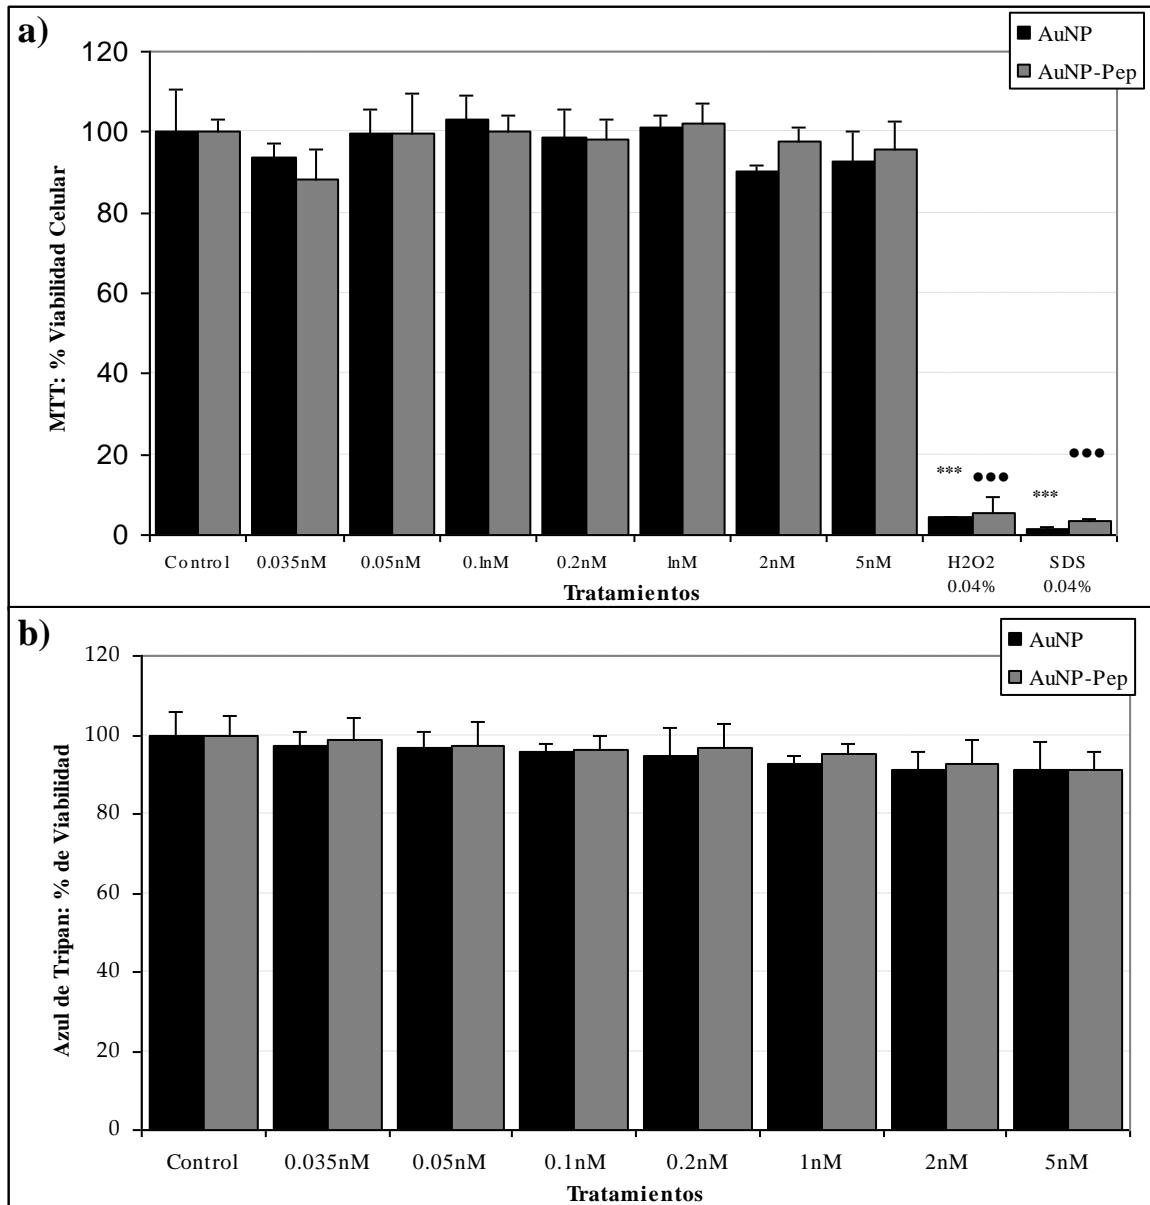 a)
AuNP
AuNP-Pep
MTT: % Viabilidad Celular
120
100
80
60
40
20
0
*** ●●● *** ●●●
Control 0.035nM 0.05nM 0.1nM 0.2nM 1nM 2nM 5nM H2O2 0.04% SDS 0.04%
Tratamientos
b)
AuNP
AuNP-Pep
Azul de Tripan: % de Viabilidad
120
100
80
60
40
20
0
Control 0.035nM 0.05nM 0.1nM 0.2nM 1nM 2nM 5nM
Tratamientos